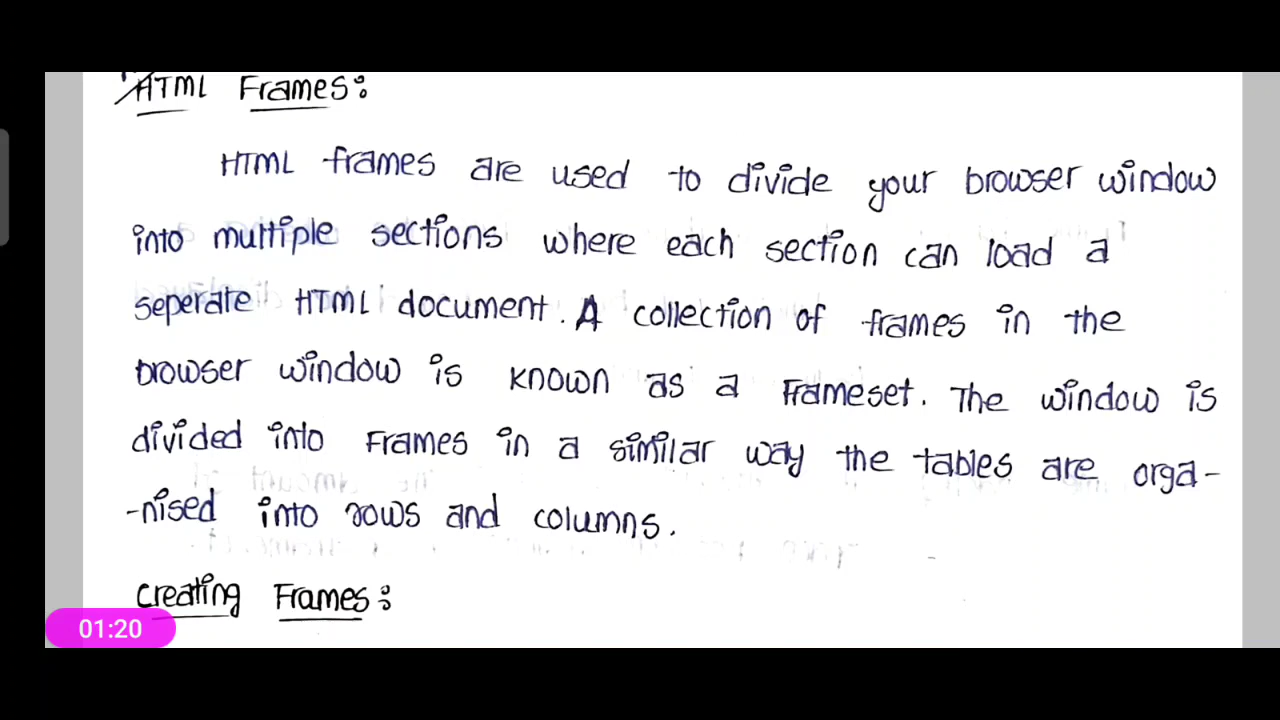 HTML Frames:
HTML frames are used to divide your browser window
into multiple sections where each section can load a
seperate HTML document. A collection of frames in the
browser window is known as a Frameset. The window is
divided into Frames in a similar way the tables are orga-
-nised into rows and columns.
Creating Frames:
01:20